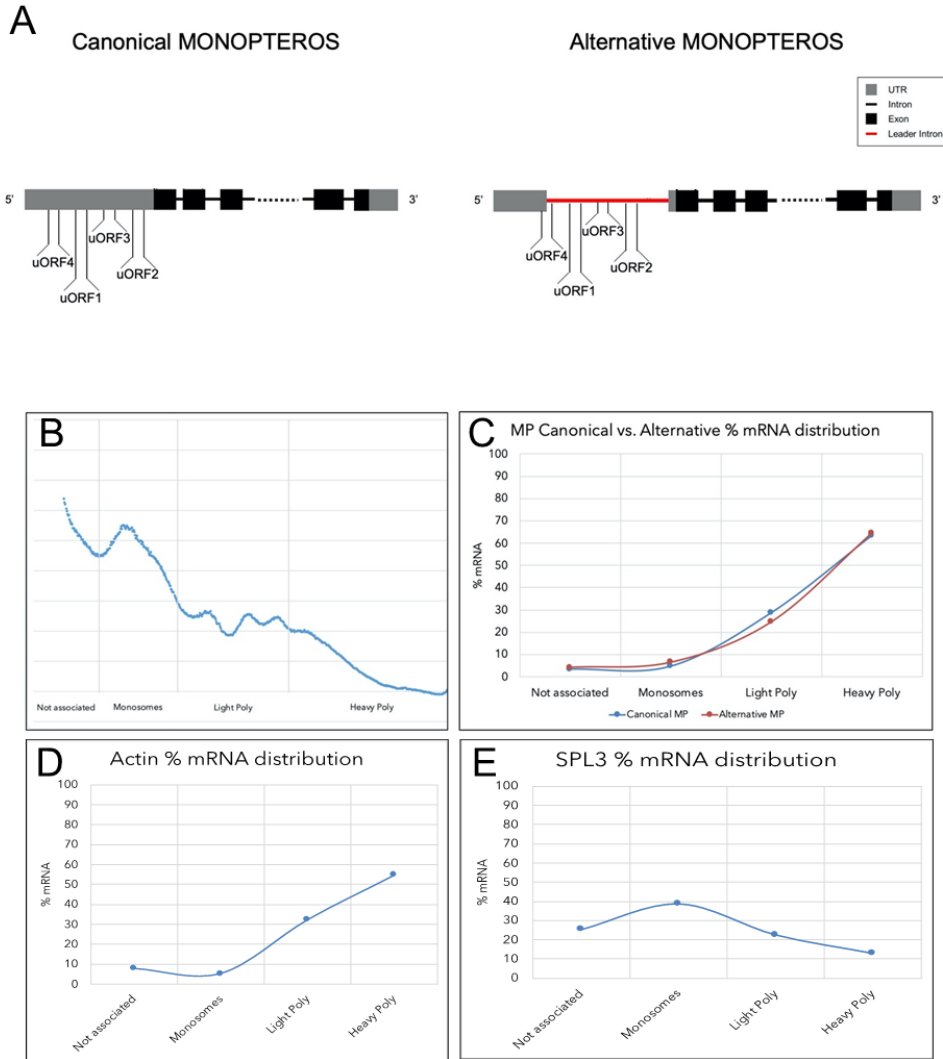 A
Canonical MONOPTEROS
Alternative MONOPTEROS
UTR
Intron
Exon
Leader Intron
5'
3'
5'
3'
uORF3
uORF4
uORF2
uORF1
uORF3
uORF4
uORF2
uORF1
B
Not associated
Monosomes
Light Poly
Heavy Poly
C
MP Canonical vs. Alternative % mRNA distribution
% mRNA
100
90
80
70
60
50
40
30
20
10
0
Not associated
Monosomes
Light Poly
Heavy Poly
Canonical MP
Alternative MP
D
Actin % mRNA distribution
% mRNA
100
90
80
70
60
50
40
30
20
10
0
Not associated
Monosomes
Light Poly
Heavy Poly
E
SPL3 % mRNA distribution
% mRNA
100
90
80
70
60
50
40
30
20
10
0
Not associated
Monosomes
Light Poly
Heavy Poly